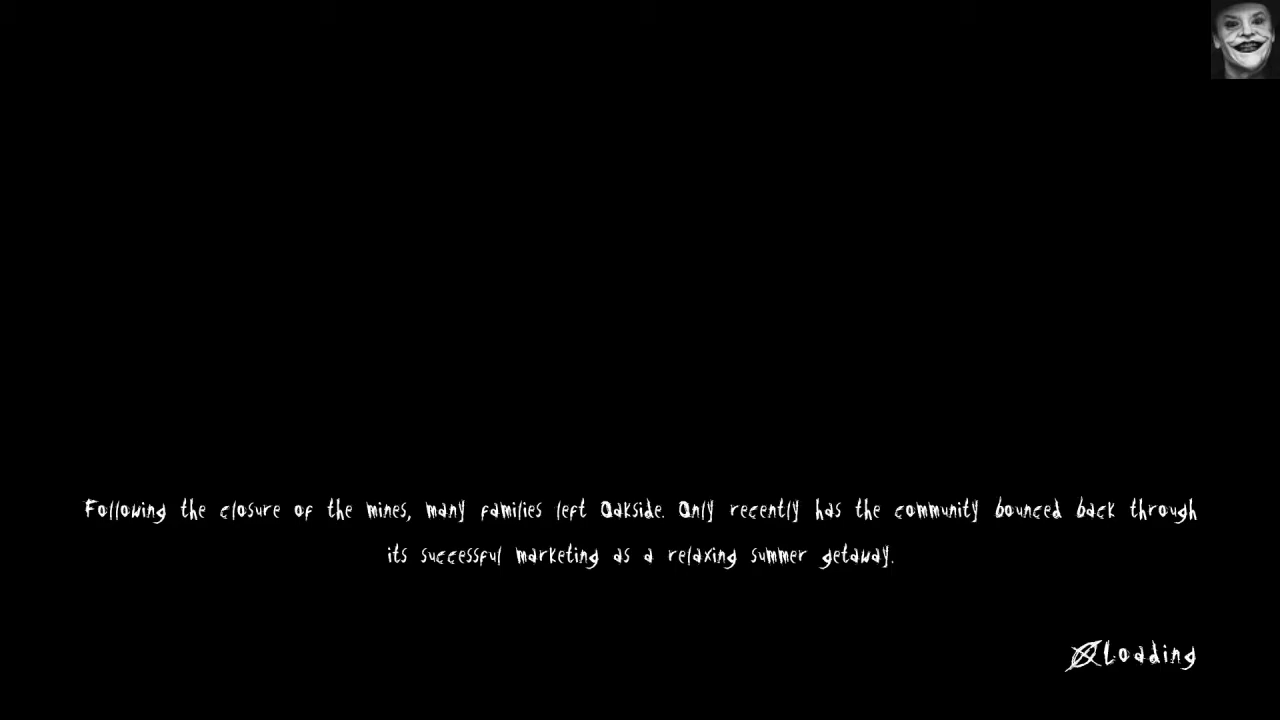 Following the closure of the mines, many families left Oakside. Only recently has the community bounced back through
its successful marketing as a relaxing summer getaway.
Loading